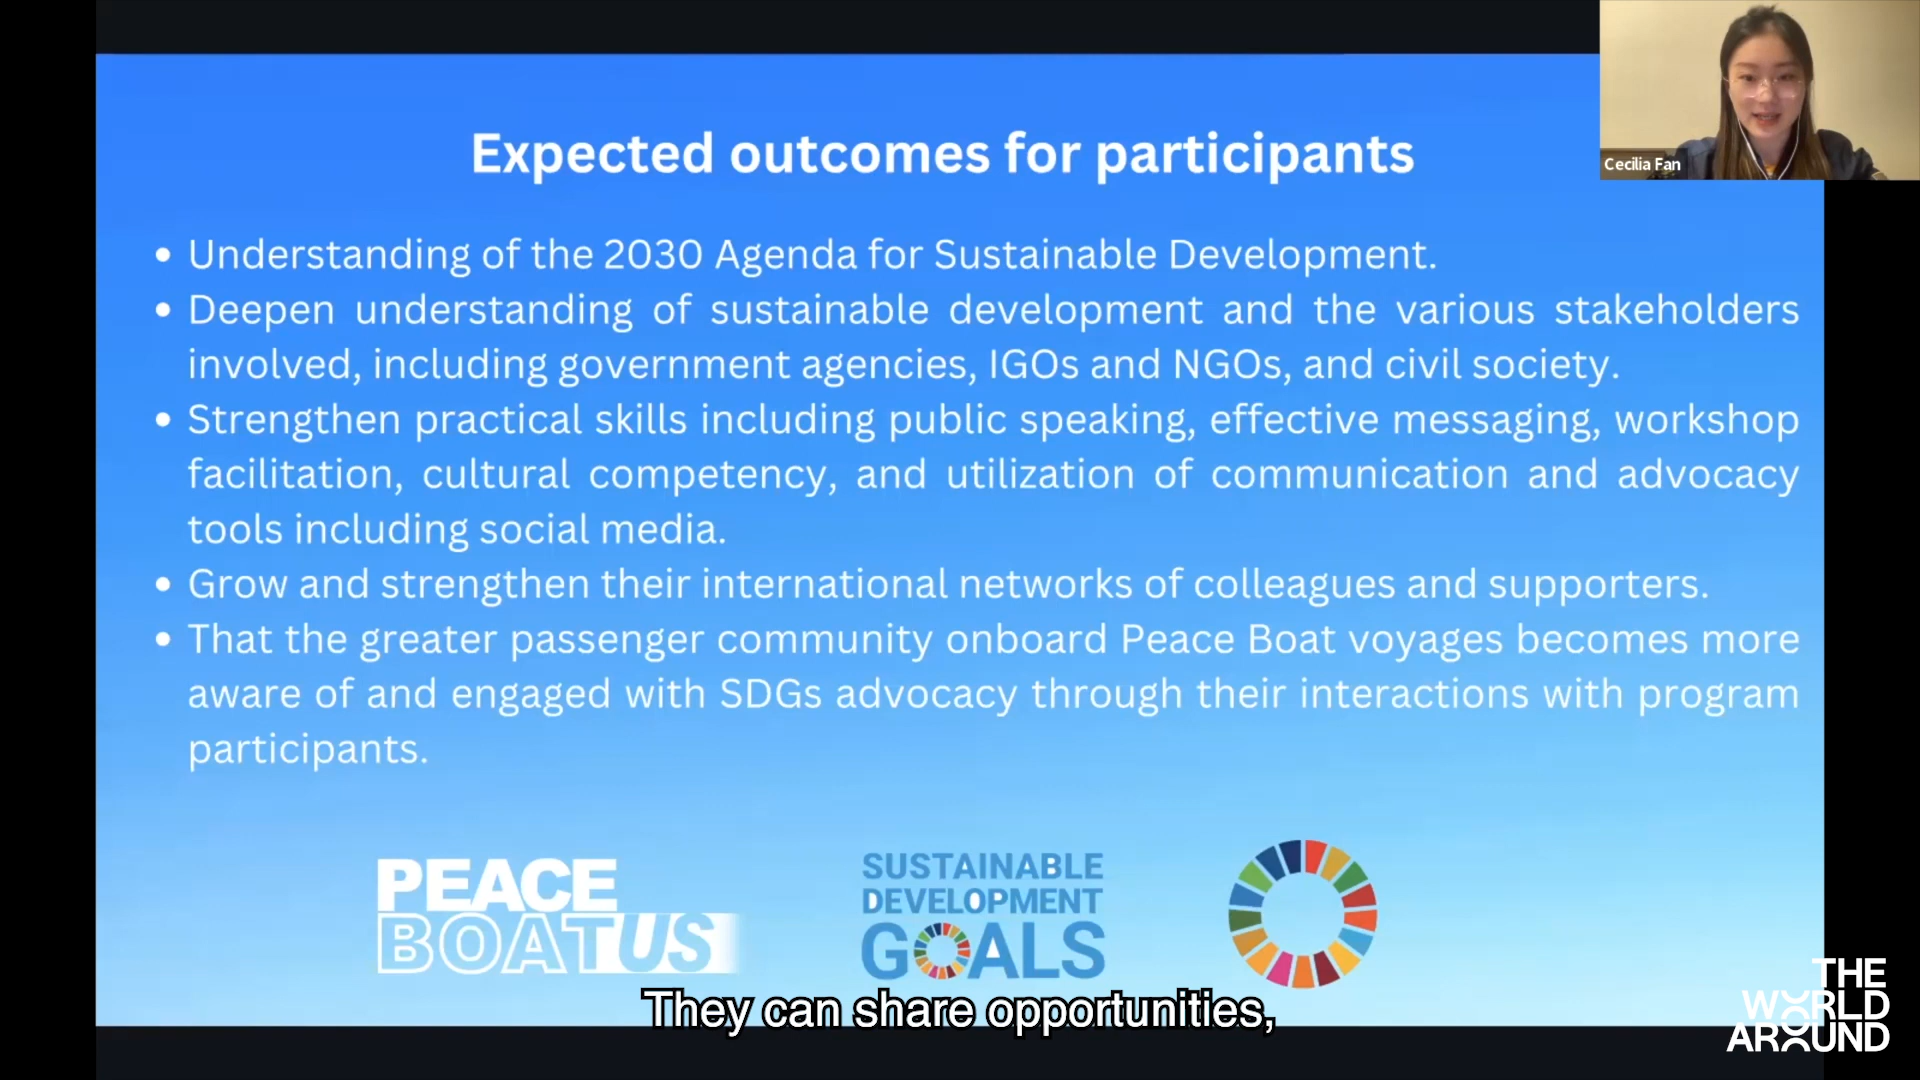 Expected outcomes for participants
Cecilia Fan
• Understanding of the 2030 Agenda for Sustainable Development.
• Deepen understanding of sustainable development and the various stakeholders
involved, including government agencies, IGOs and NGOs, and civil society.
• Strengthen practical skills including public speaking, effective messaging, workshop
facilitation, cultural competency, and utilization of communication and advocacy
tools including social media.
• Grow and strengthen their international networks of colleagues and supporters.
• That the greater passenger community onboard Peace Boat voyages becomes more
aware of and engaged with SDGs advocacy through their interactions with program
participants.
PEACE
BOATUS
SUSTAINABLE
DEVELOPMENT
GOALS
They can share opportunities,
THE
WORLD
AROUND